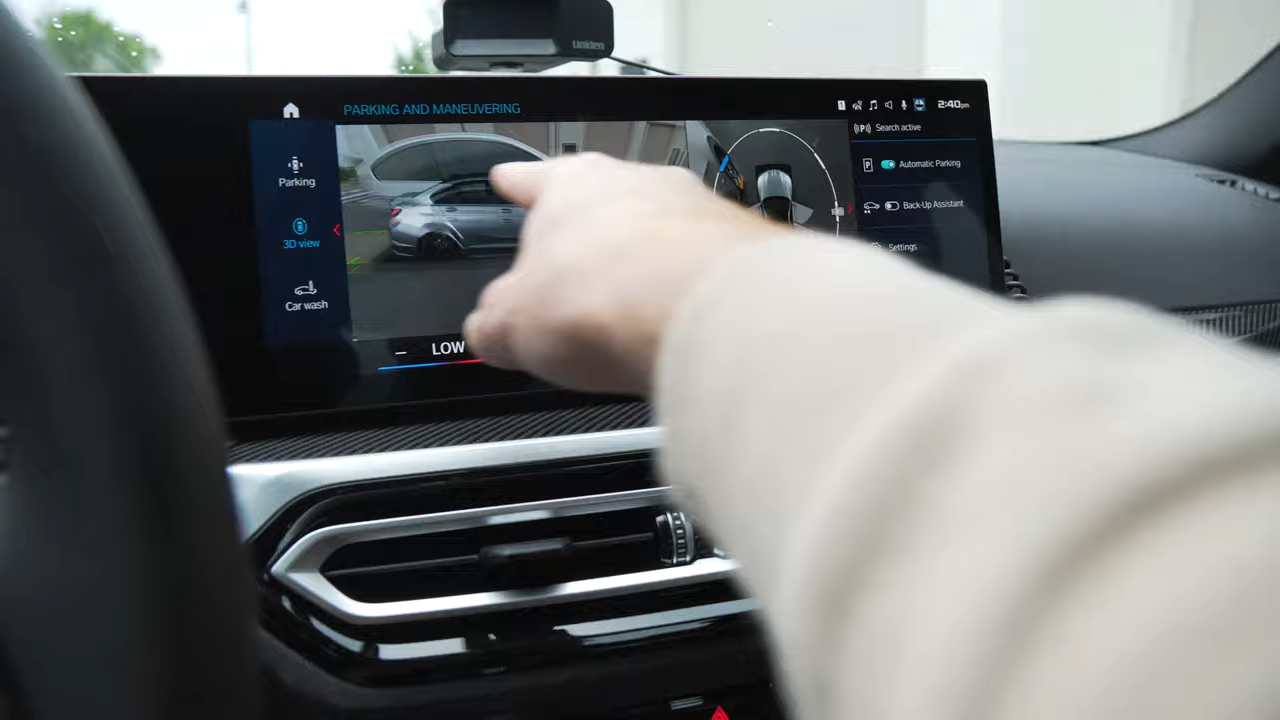 Uniden
PARKING AND MANEUVERING
2:40pm
Parking
3D view
Car wash
LOW
Search active
Automatic Parking
Back-Up Assistant
Settings